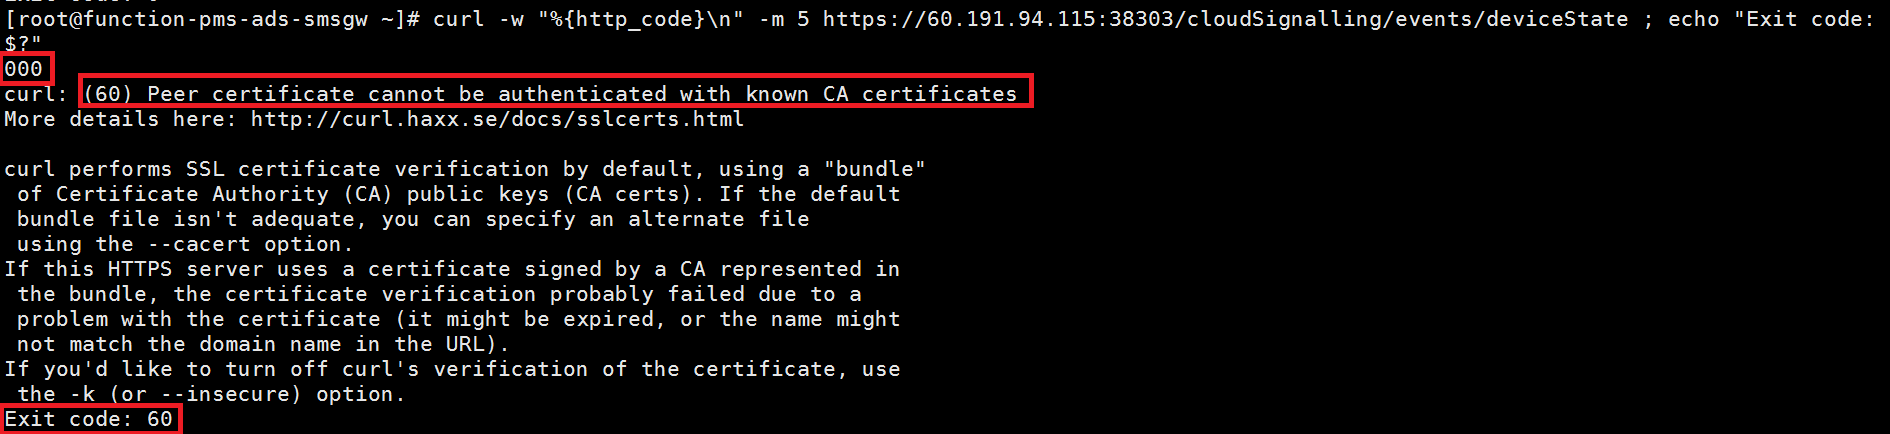 [root@function-pms-ads-smsgw ~]# curl -w "%{http_code}\n" -m 5 https://60.191.94.115:38303/cloudSignalling/events/deviceState ; echo "Exit code:
$?"
000
curl: (60) Peer certificate cannot be authenticated with known CA certificates
More details here: http://curl.haxx.se/docs/sslcerts.html

curl performs SSL certificate verification by default, using a "bundle"
 of Certificate Authority (CA) public keys (CA certs). If the default
 bundle file isn't adequate, you can specify an alternate file
 using the --cacert option.
If this HTTPS server uses a certificate signed by a CA represented in
 the bundle, the certificate verification probably failed due to a
 problem with the certificate (it might be expired, or the name might
 not match the domain name in the URL).
If you'd like to turn off curl's verification of the certificate, use
 the -k (or --insecure) option.
Exit code: 60